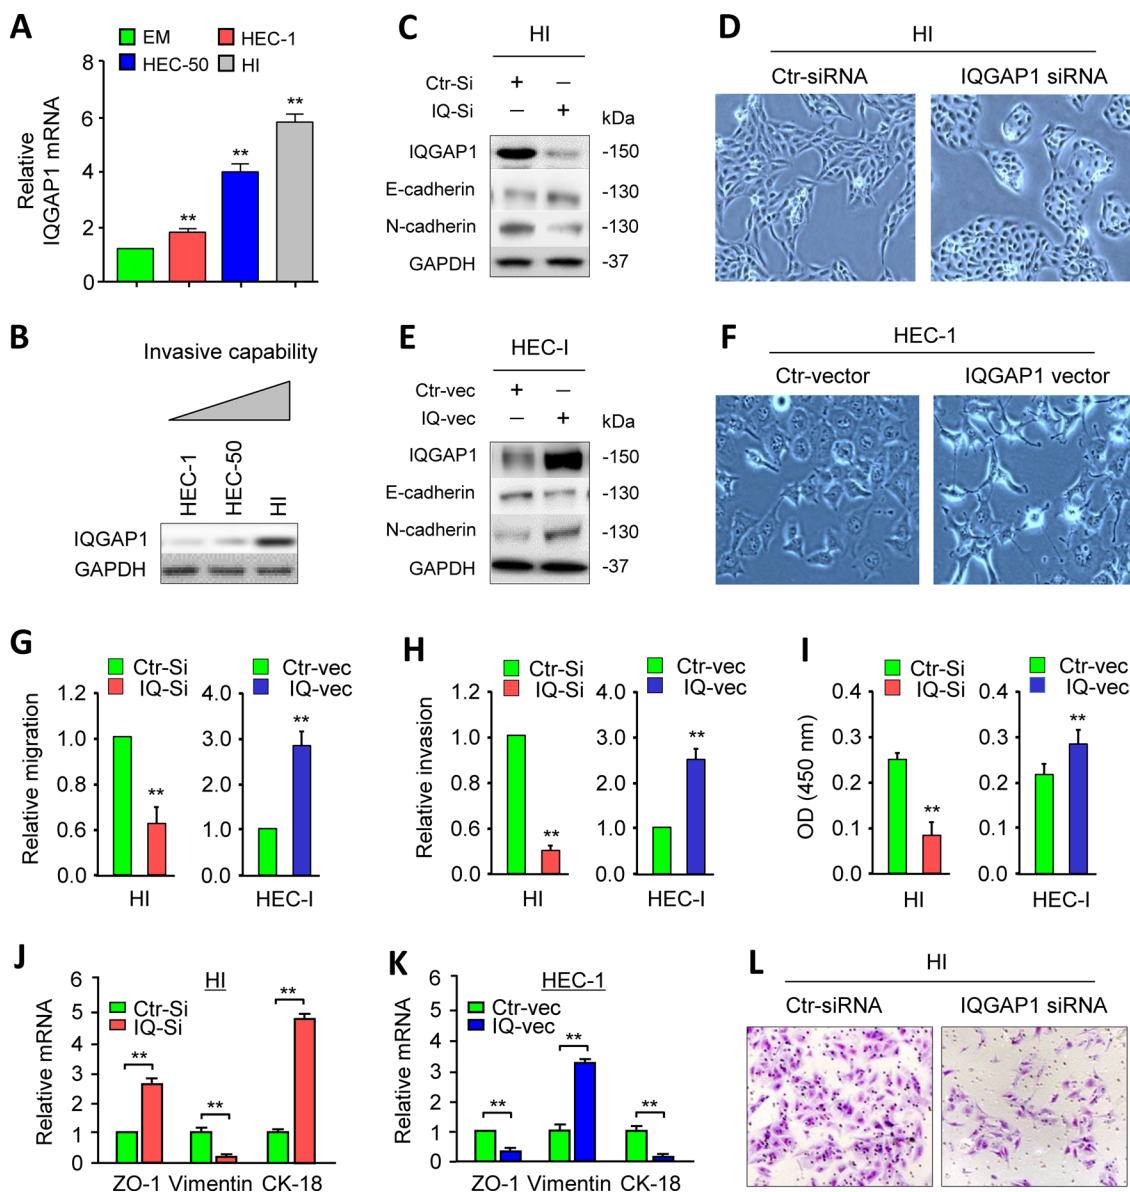 A
EM HEC-1
HEC-50 HI
Relative
IQGAP1 mRNA
8
6
4
2
0
**
**
**
B
Invasive capability
HEC-1
HEC-50
HI
IQGAP1
GAPDH
C
HI
Ctr-Si + –
IQ-Si – + kDa
IQGAP1 -150
E-cadherin -130
N-cadherin -130
GAPDH -37
D
HI
Ctr-siRNA IQGAP1 siRNA
E
HEC-I
Ctr-vec + –
IQ-vec – + kDa
IQGAP1 -150
E-cadherin -130
N-cadherin -130
GAPDH -37
F
HEC-1
Ctr-vector IQGAP1 vector
G
Ctr-Si
IQ-Si
Relative migration
1.2
1.0
0.6
0.0
**
HI
Ctr-vec
IQ-vec
4.0
3.0
1.0
0.0
**
HEC-I
H
Ctr-Si
IQ-Si
Relative invasion
1.2
1.0
0.6
0.0
**
HI
Ctr-vec
IQ-vec
4.0
3.0
1.0
0.0
**
HEC-I
I
Ctr-Si
IQ-Si
OD (450 nm)
0.4
0.3
0.2
0.1
0.0
**
HI
Ctr-vec
IQ-vec
0.4
0.3
0.2
0.1
0.0
**
HEC-I
J
HI
Ctr-Si
IQ-Si
Relative mRNA
6
5
4
3
2
1
0
**
**
**
ZO-1 Vimentin CK-18
K
HEC-1
Ctr-vec
IQ-vec
Relative mRNA
6
5
4
3
2
1
0
**
**
**
ZO-1 Vimentin CK-18
L
HI
Ctr-siRNA IQGAP1 siRNA